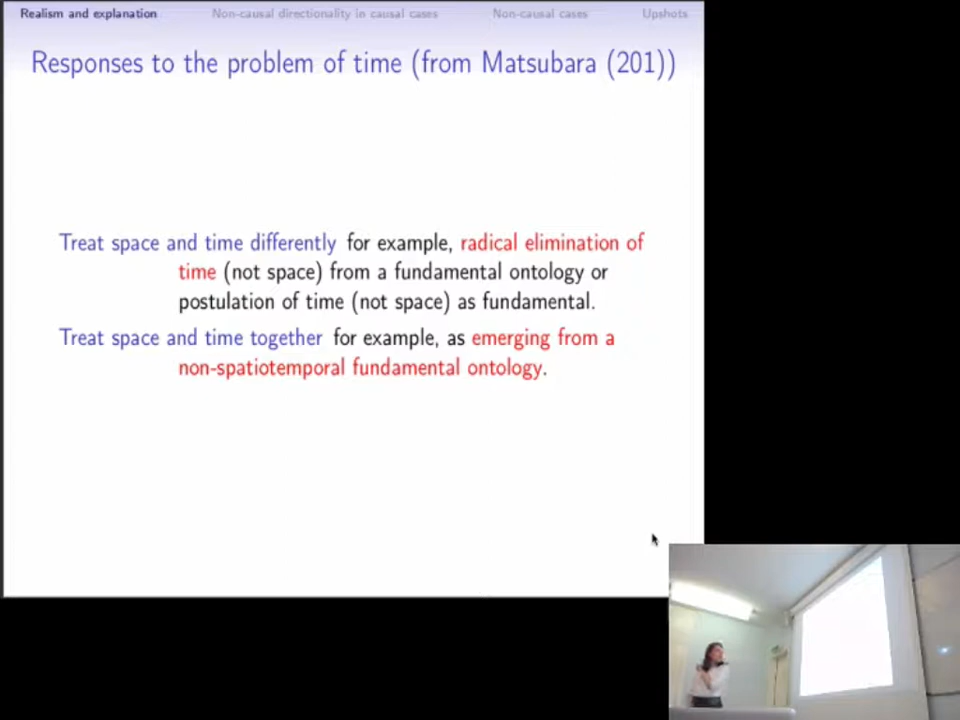 Realism and explanation Non-causal directionality in causal cases Non-causal cases Upshots
Responses to the problem of time (from Matsubara (201))
Treat space and time differently for example, radical elimination of
time (not space) from a fundamental ontology or
postulation of time (not space) as fundamental.
Treat space and time together for example, as emerging from a
non-spatiotemporal fundamental ontology.